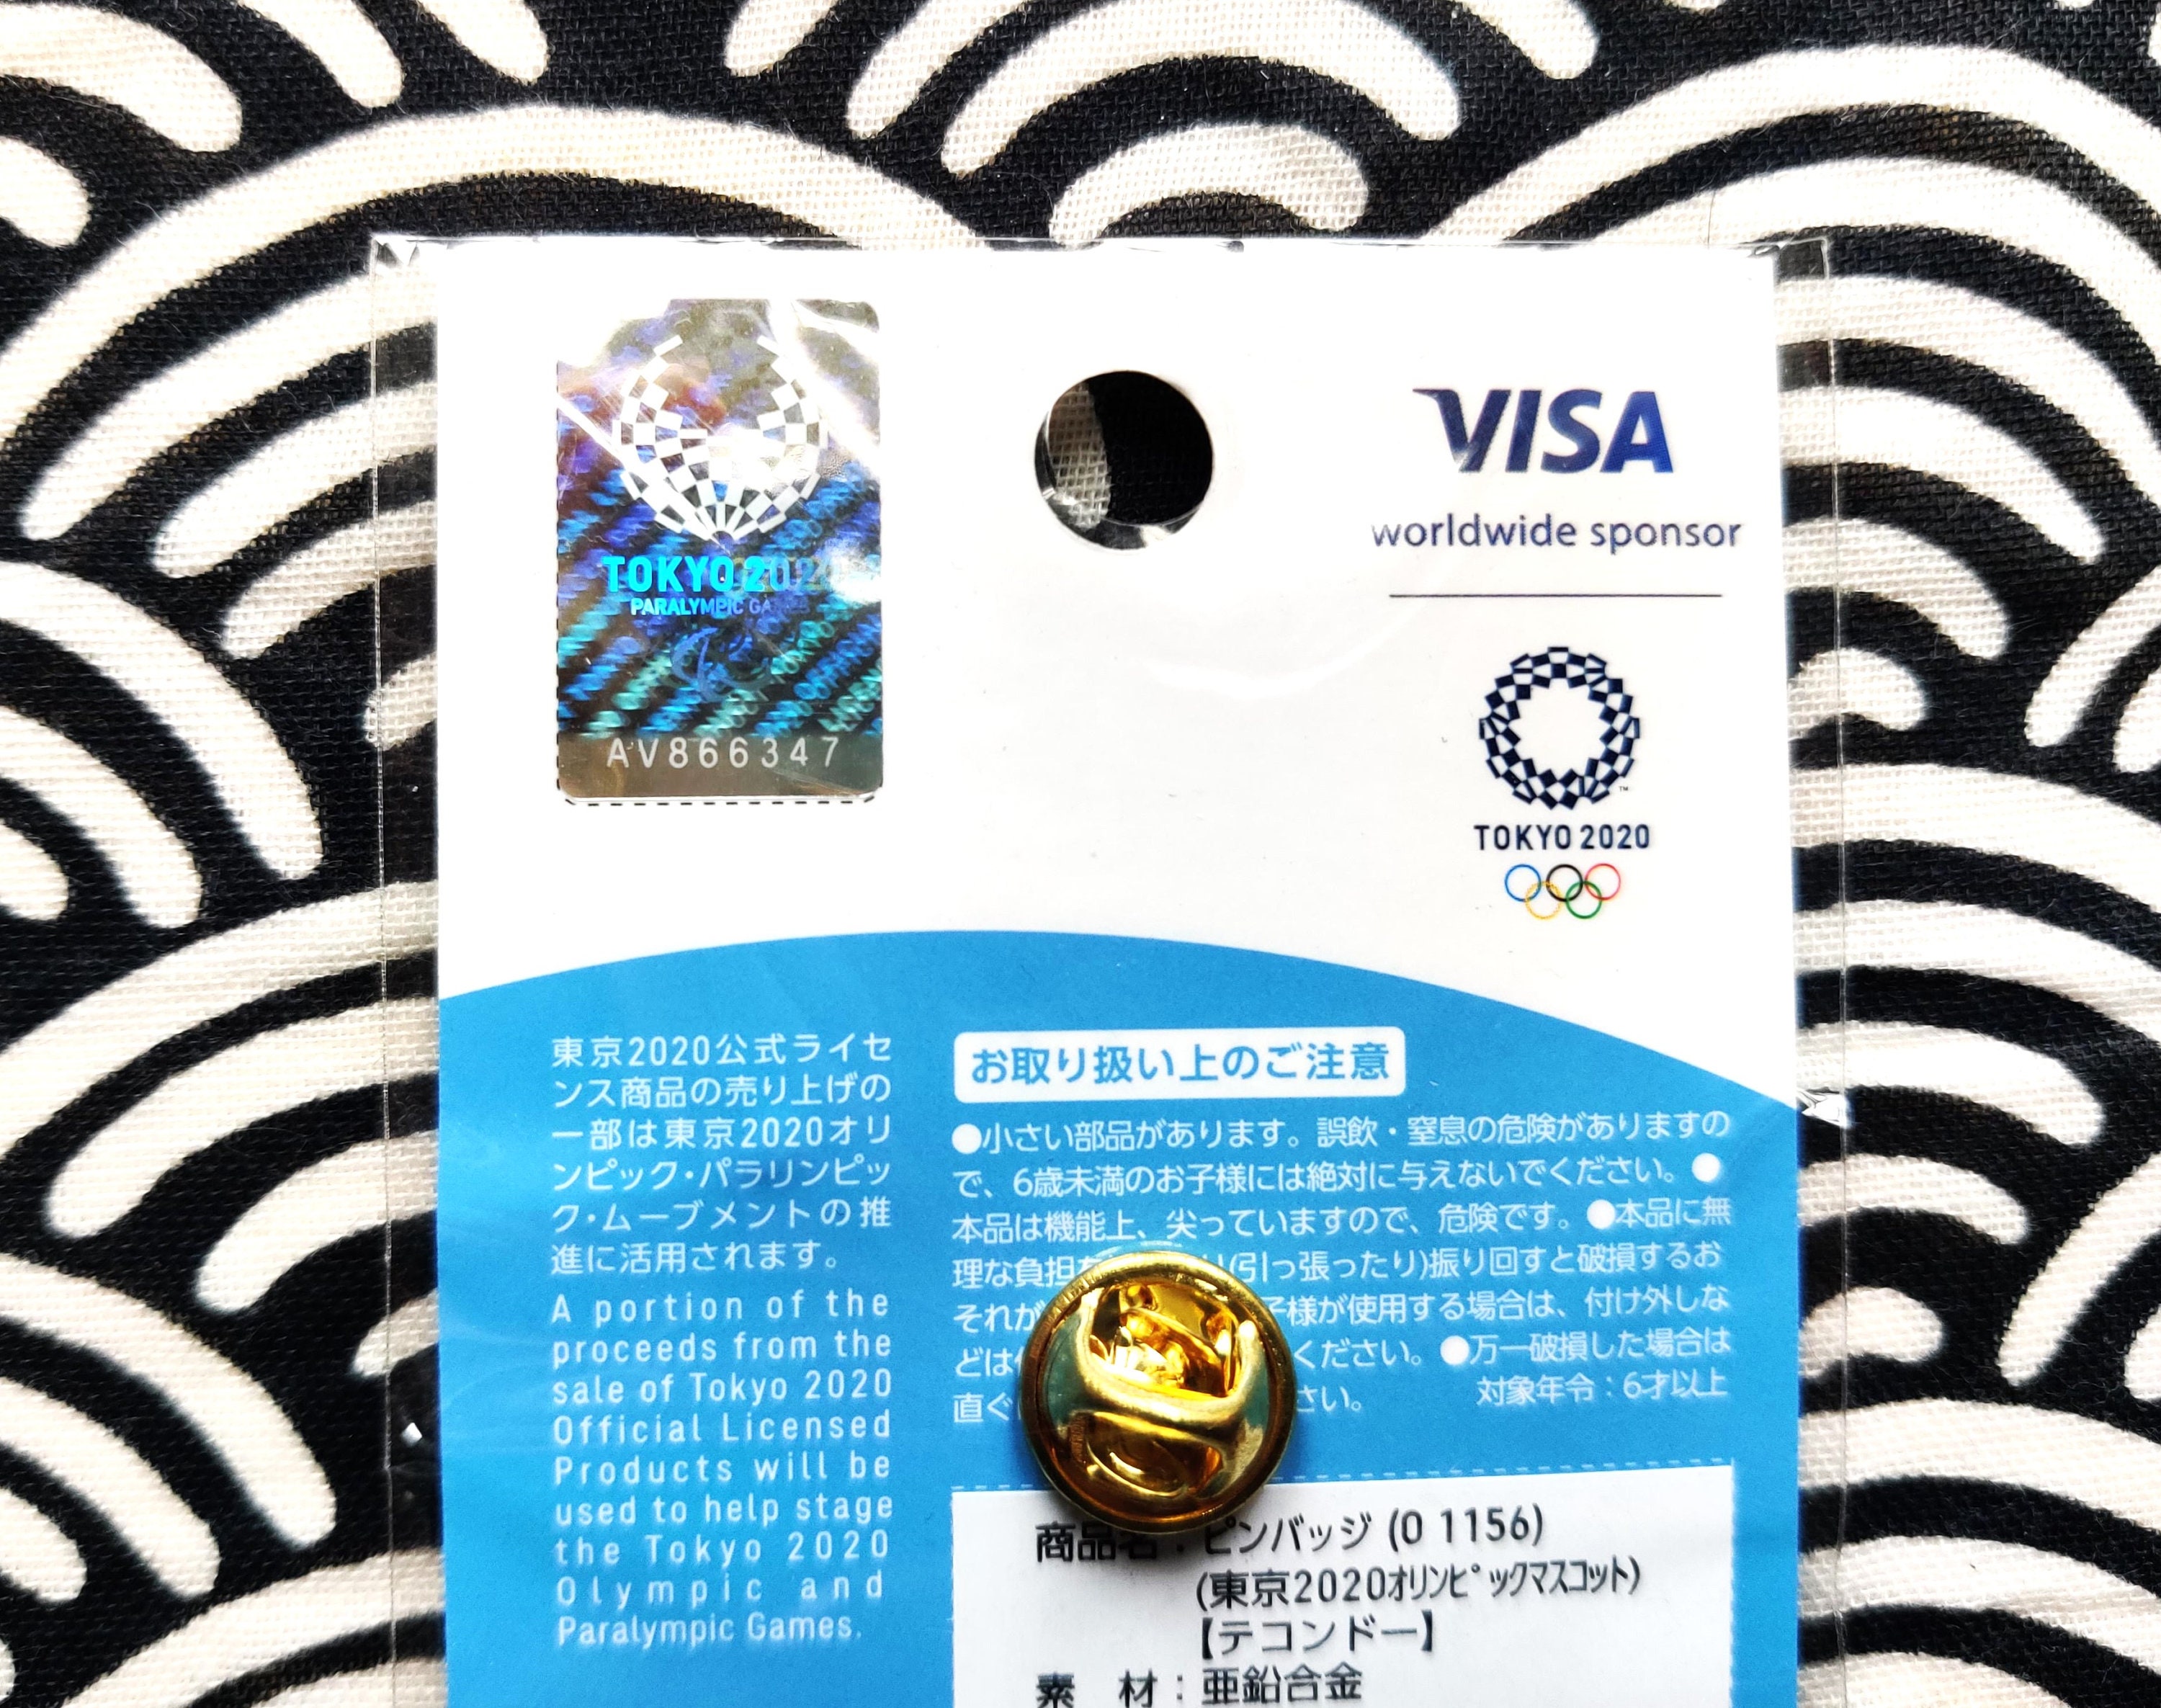 TOKYO 2020
PARALYMPIC GAMES
AV866347
VISA
worldwide sponsor
TOKYO 2020
東京2020公式ライセ
ンス商品の売り上げの
一部は東京2020オリ
ンピック・パラリンピッ
ク・ムーブメントの推
進に活用されます。
A portion of the
proceeds from the
sale of Tokyo 2020
Official Licensed
Products will be
used to help stage
the Tokyo 2020
Olympic and
Paralympic Games.
お取り扱い上のご注意
●小さい部品があります。誤飲・窒息の危険がありますの
で、6歳未満のお子様には絶対に与えないでください。●
本品は機能上、尖っていますので、危険です。●本品に無
理な負担を り(引っ張ったり)振り回すと破損するお
それが 子様が使用する場合は、付け外しな
どは ください。●万一破損した場合は
直ぐ さい。 対象年令：6才以上
商品名：ピンバッジ (O 1156)
(東京2020オリンピックマスコット)
【テコンドー】
素 材：亜鉛合金